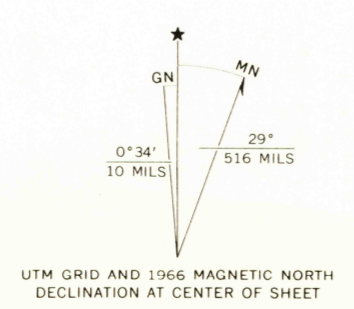 ★
GN
MN
0°34'
10 MILS
29°
516 MILS
UTM GRID AND 1966 MAGNETIC NORTH
DECLINATION AT CENTER OF SHEET